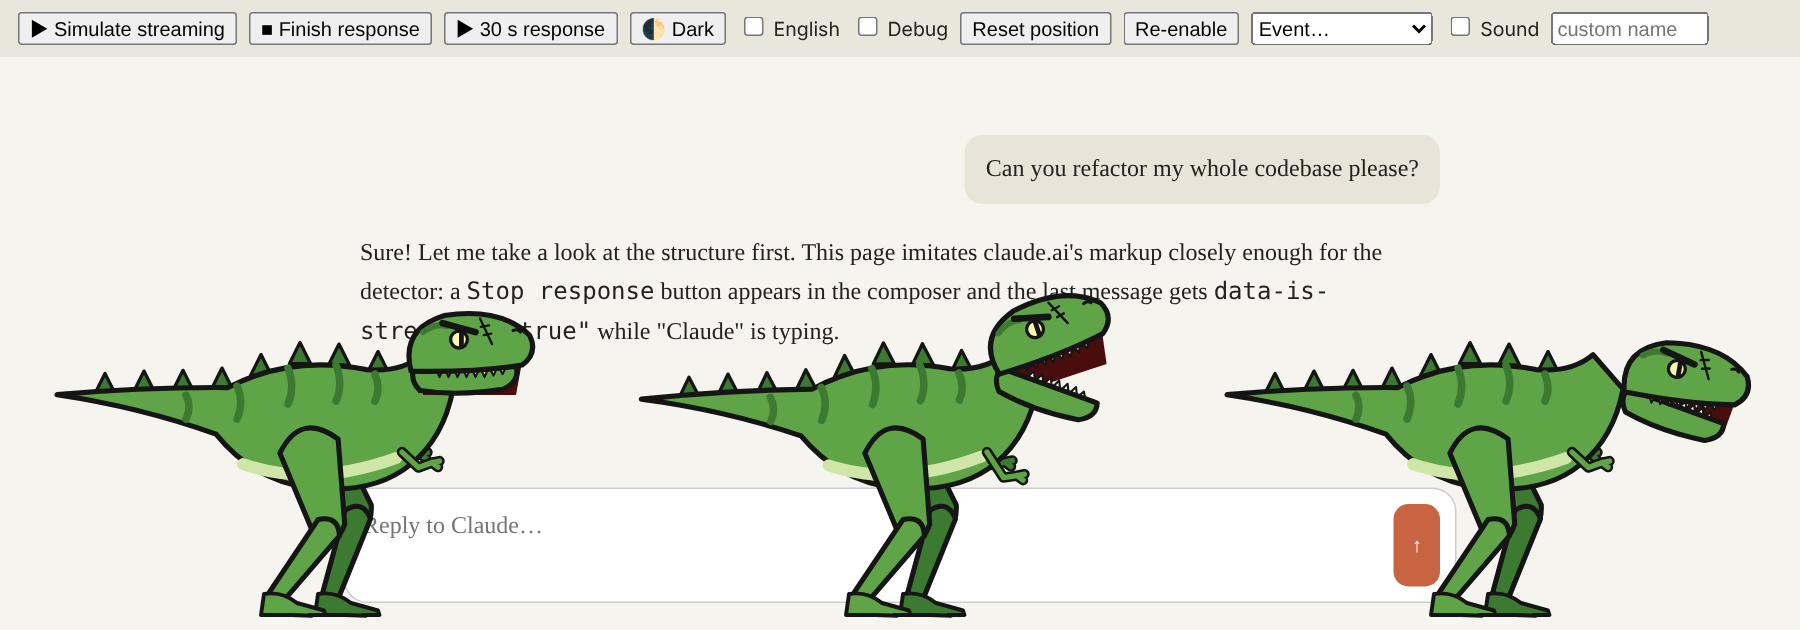 ▶ Simulate streaming ■ Finish response ▶ 30 s response 🌓 Dark English Debug Reset position Re-enable Event… Sound custom name
Can you refactor my whole codebase please?
Sure! Let me take a look at the structure first. This page imitates claude.ai's markup closely enough for the
detector: a Stop response button appears in the composer and the last message gets data-is-
true" while "Claude" is typing.
Reply to Claude…
↑